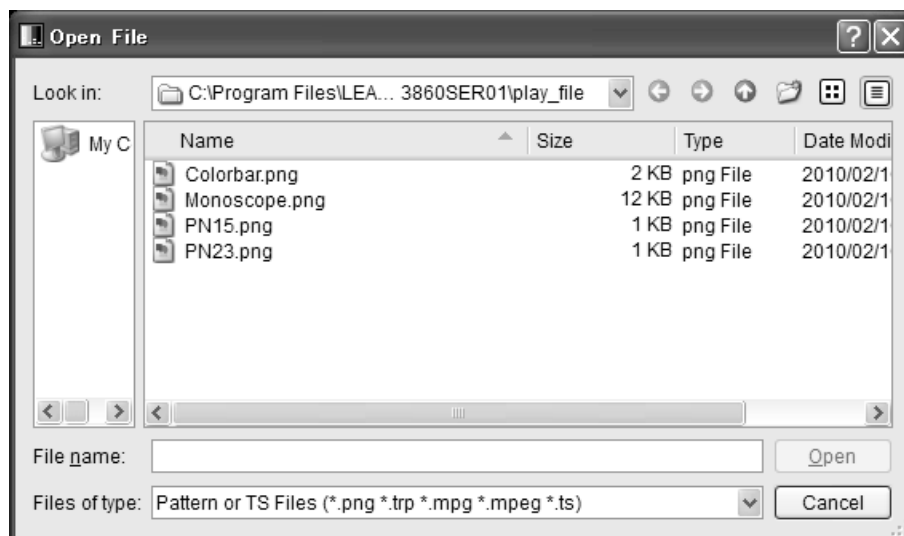 Open File
Look in: C:\Program Files\LEA... 3860SER01\play_file
My C
Name Size Type Date Modi
Colorbar.png 2 KB png File 2010/02/1
Monoscope.png 12 KB png File 2010/02/1
PN15.png 1 KB png File 2010/02/1
PN23.png 1 KB png File 2010/02/1
File name: Open
Files of type: Pattern or TS Files (*.png *.trp *.mpg *.mpeg *.ts) Cancel